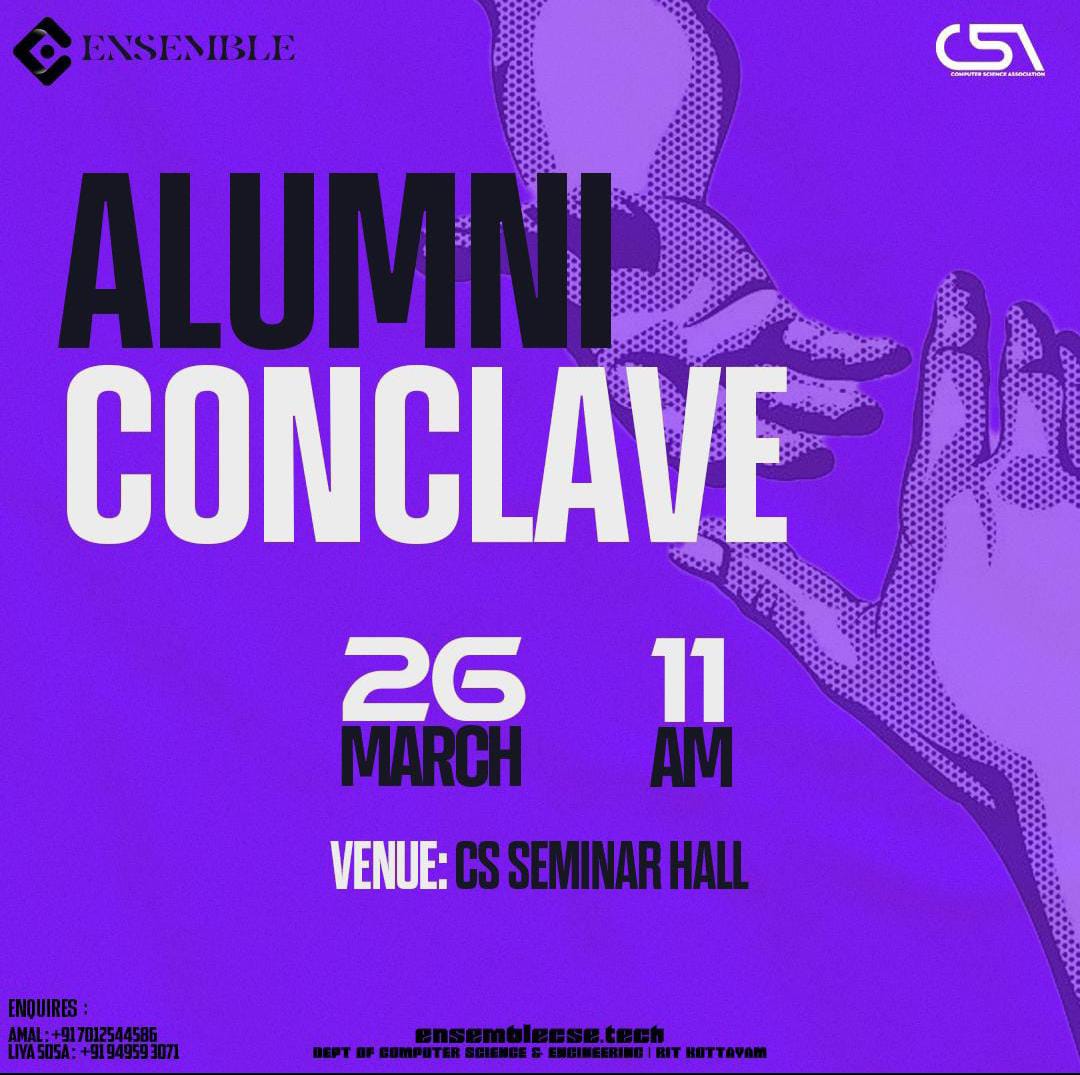 ENSEMBLE
CSA
COMPUTER SCIENCE ASSOCIATION
ALUMNI
CONCLAVE
26
MARCH
11
AM
VENUE: CS SEMINAR HALL
ENQUIRES :
AMAL : +91 7012544586
LIYA SOSA : +91 94959 3071
ensemblecse.tech
DEPT OF COMPUTER SCIENCE & ENGINEERING | RIT KOTTAYAM